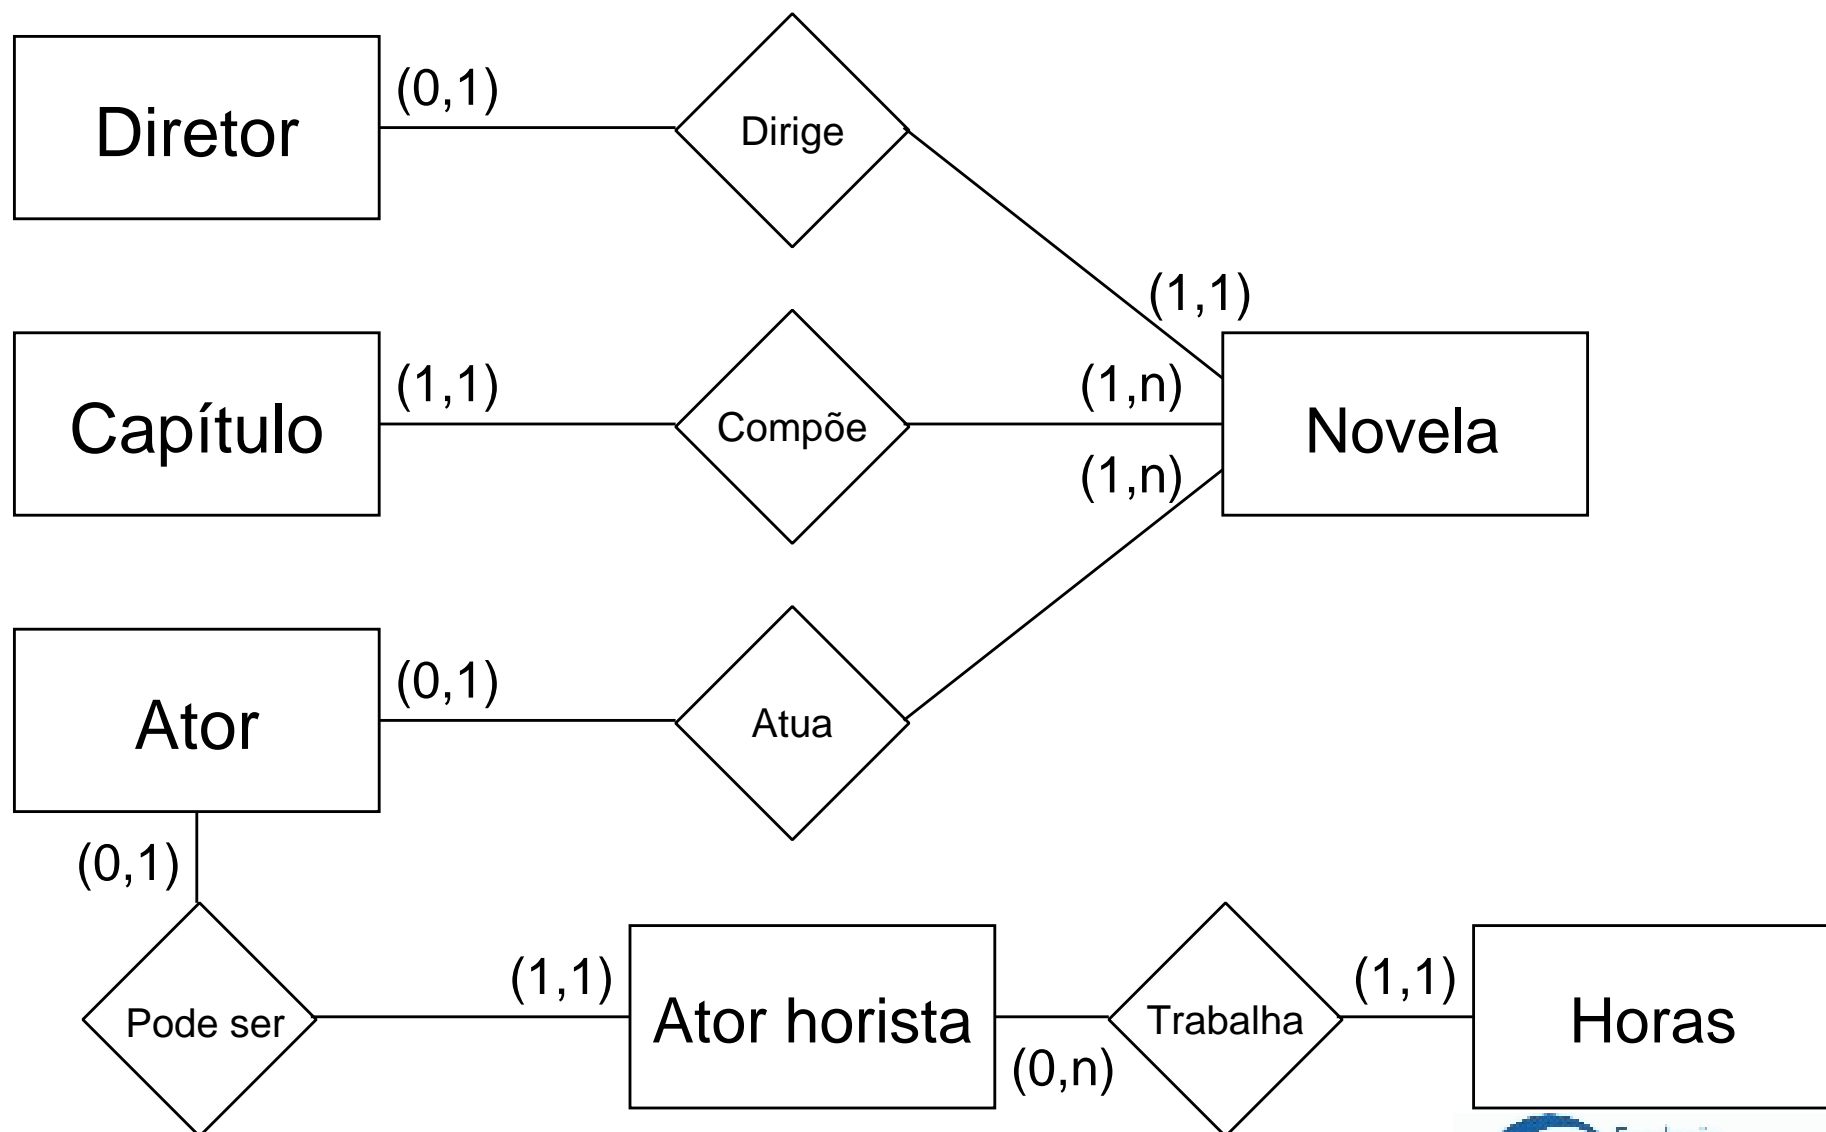 Diretor
(0,1)
Dirige
(1,1)
Capítulo
(1,1)
Compõe
(1,n)
Novela
(1,n)
Ator
(0,1)
Atua
(0,1)
Pode ser
(1,1)
Ator horista
(0,n)
Trabalha
(1,1)
Horas